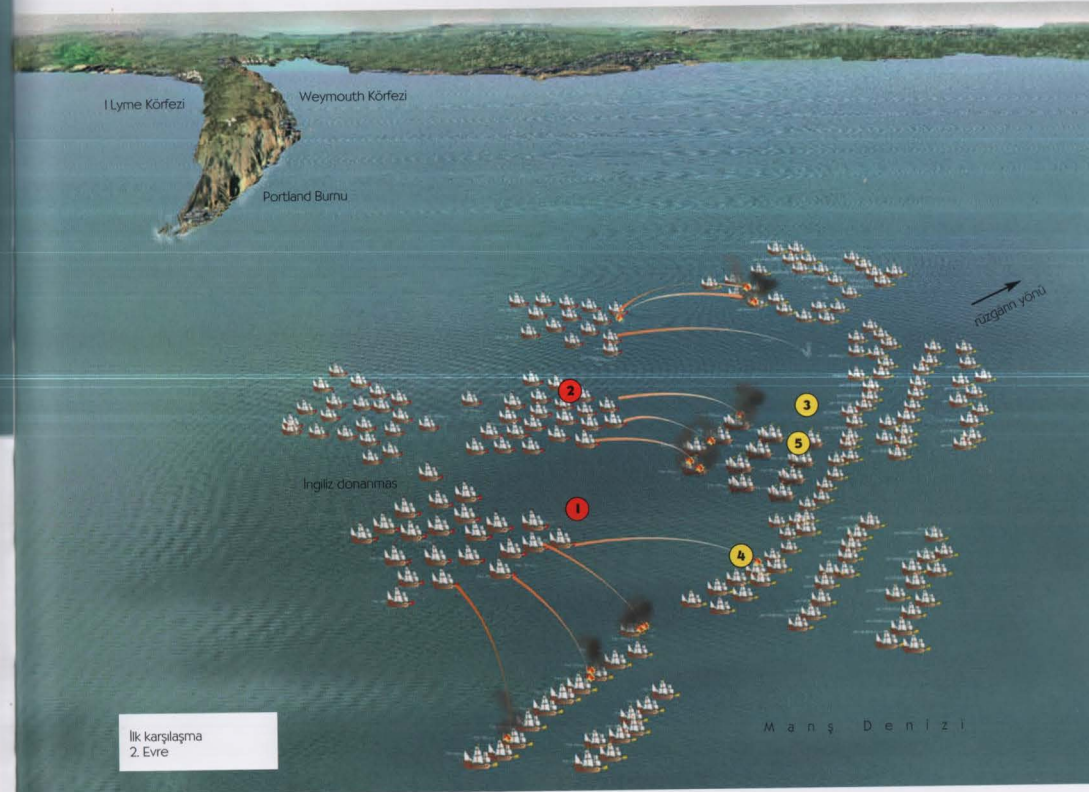 I Lyme Körfezi
Weymouth Körfezi
Portland Burnu
rüzgârın yönü
2
3
5
İngiliz donanmas
1
4
Manş Denizi
İlk karşılaşma
2. Evre